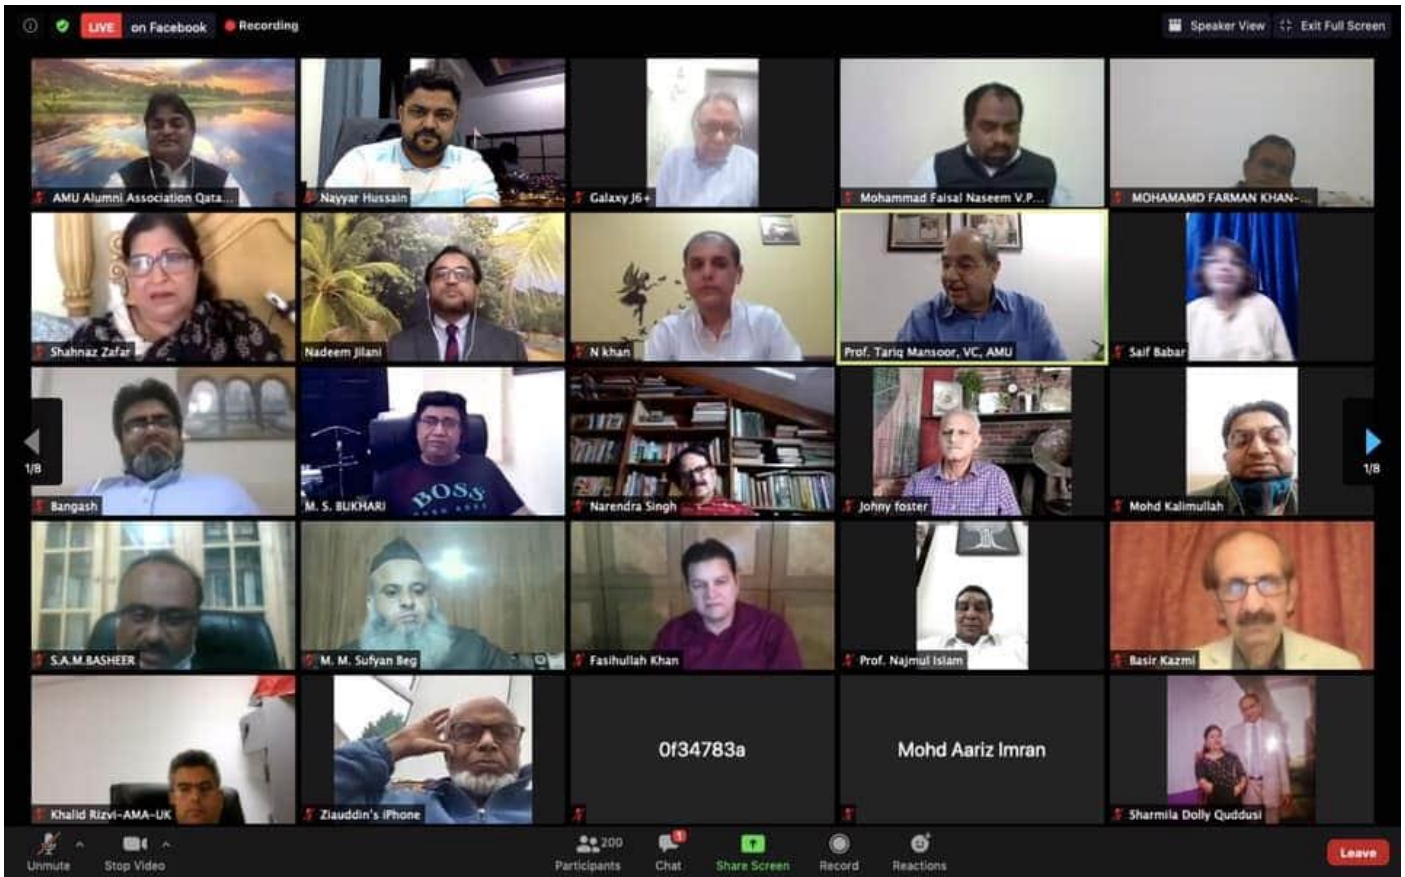 LIVE on Facebook Recording
Speaker View Exit Full Screen
AMU Alumni Association Qata...
Nayyar Hussain
Galaxy J6+
Mohammad Faisal Naseem V.P...
MOHAMAMD FARMAN KHAN-...
Shahnaz Zafar
Nadeem Jilani
N khan
Prof. Tariq Mansoor, VC, AMU
Saif Babar
1/8
Bangash
BOSS
M. S. BUKHARI
Narendra Singh
Johny foster
Mohd Kalimullah
1/8
S.A.M.BASHEER
M. M. Sufyan Beg
Fasihullah Khan
Prof. Najmul Islam
Basir Kazmi
Khalid Rizvi-AMA-UK
Ziauddin's iPhone
0f34783a
Mohd Aariz Imran
Sharmila Dolly Quddusi
Unmute
Stop Video
200
Participants
1
Chat
Share Screen
Record
Reactions
Leave